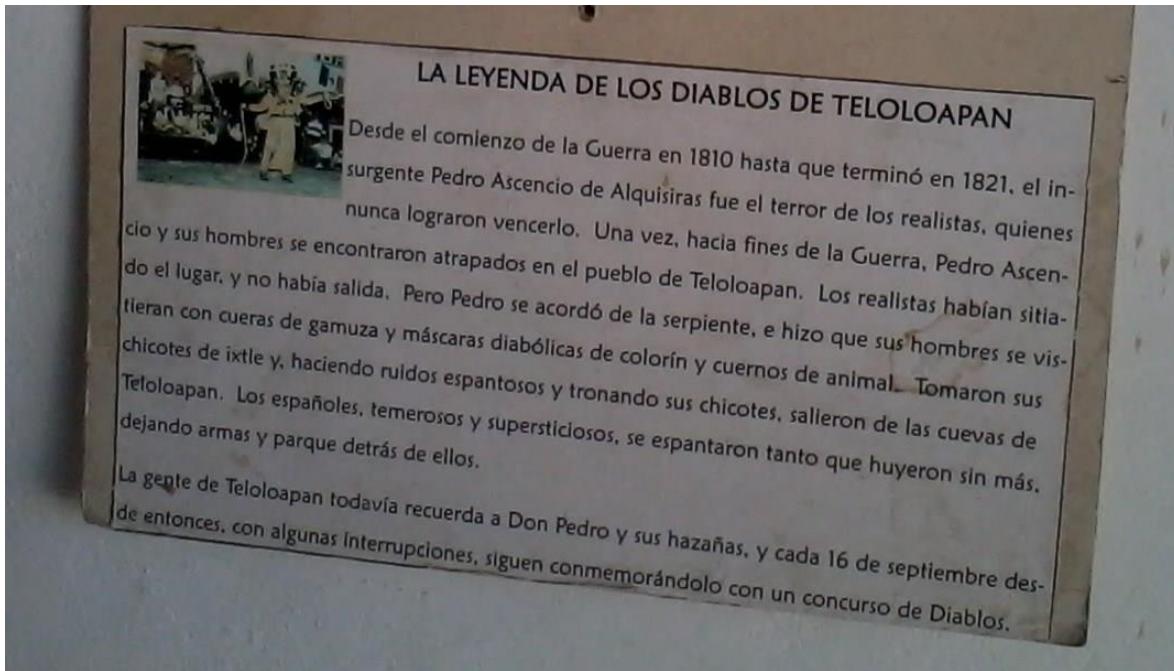 LA LEYENDA DE LOS DIABLOS DE TELOLOAPAN
Desde el comienzo de la Guerra en 1810 hasta que terminó en 1821, el in-
surgente Pedro Ascencio de Alquisiras fue el terror de los realistas, quienes
nunca lograron vencerlo. Una vez, hacia fines de la Guerra, Pedro Ascen-
cio y sus hombres se encontraron atrapados en el pueblo de Teloloapan. Los realistas habían sitia-
do el lugar, y no había salida. Pero Pedro se acordó de la serpiente, e hizo que sus hombres se vis-
tieran con cueras de gamuza y máscaras diabólicas de colorín y cuernos de animal. Tomaron sus
chicotes de ixtle y, haciendo ruidos espantosos y tronando sus chicotes, salieron de las cuevas de
Teloloapan. Los españoles, temerosos y supersticiosos, se espantaron tanto que huyeron sin más,
dejando armas y parque detrás de ellos.
La gente de Teloloapan todavía recuerda a Don Pedro y sus hazañas, y cada 16 de septiembre des-
de entonces, con algunas interrupciones, siguen conmemorándolo con un concurso de Diablos.